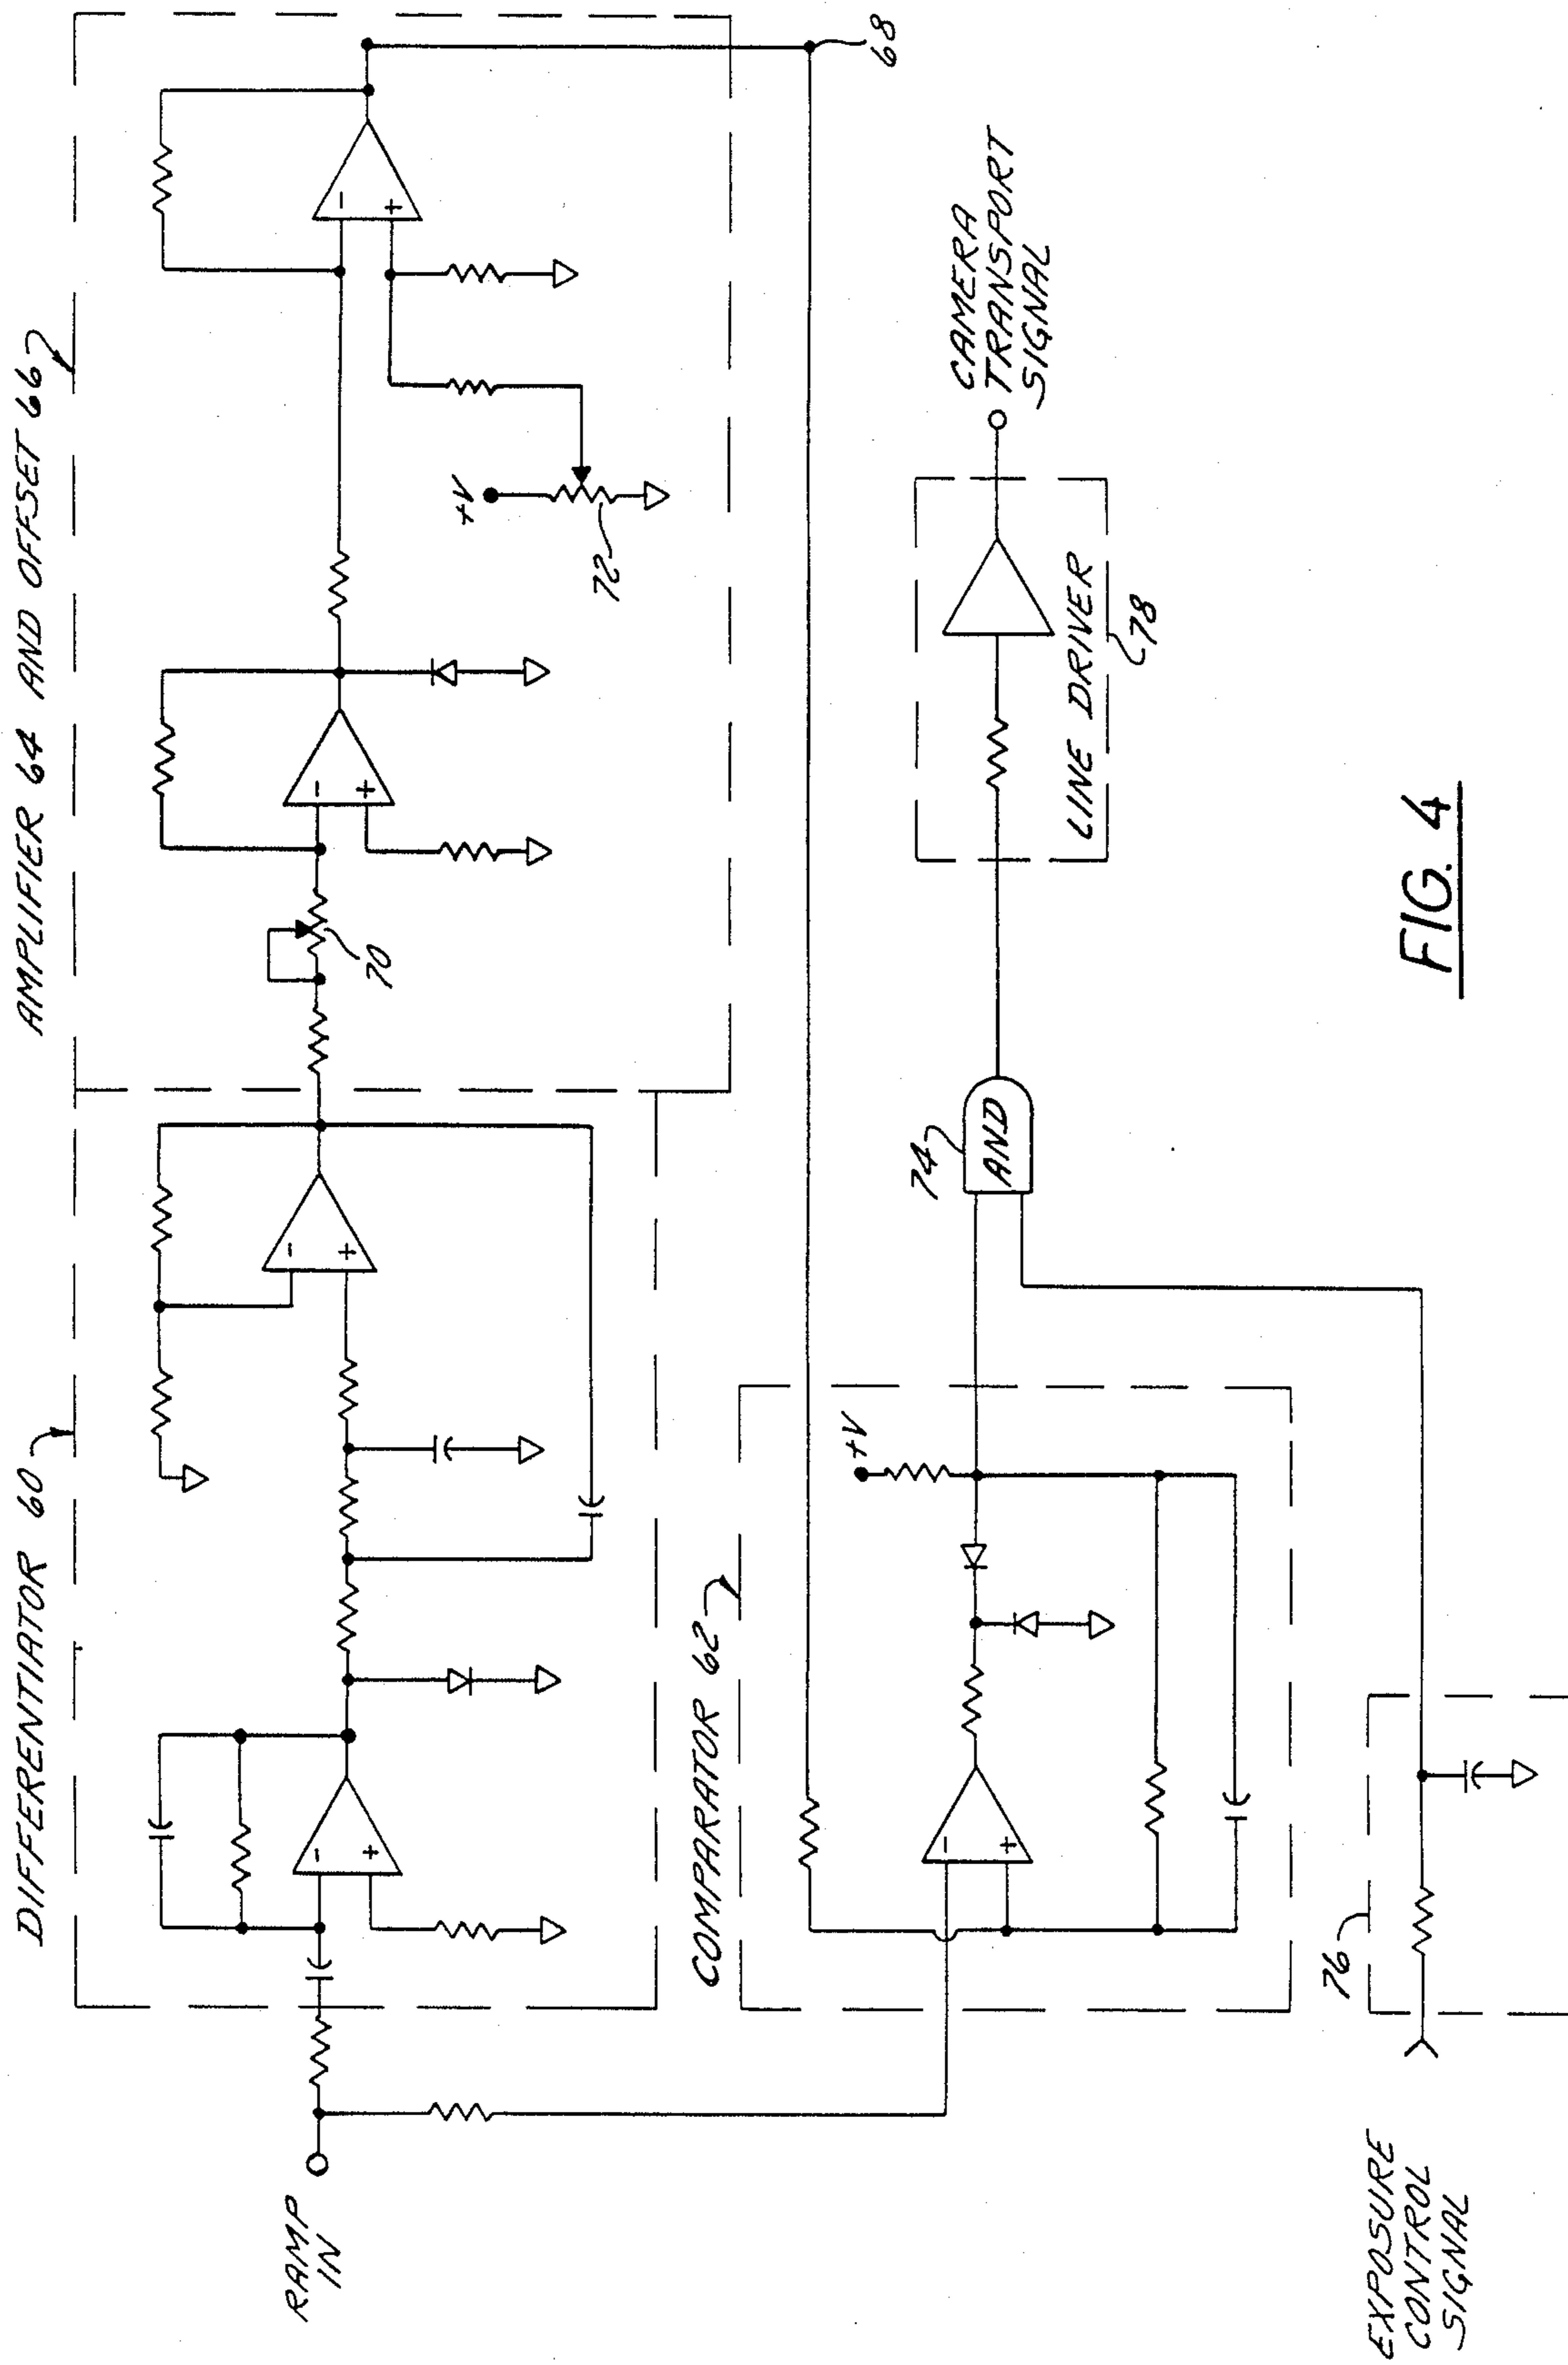 DIFFERENTIATOR 60
AMPLIFIER 64 AND OFFSET 66
RAMP
IN
-
+
-
+
70
-
+
+V
72
-
+
68
COMPARATOR 62
-
+
+V
74
AND
LINE DRIVER
78
CAMERA
TRANSPORT
SIGNAL
EXPOSURE
CONTROL
SIGNAL
76
FIG. 4